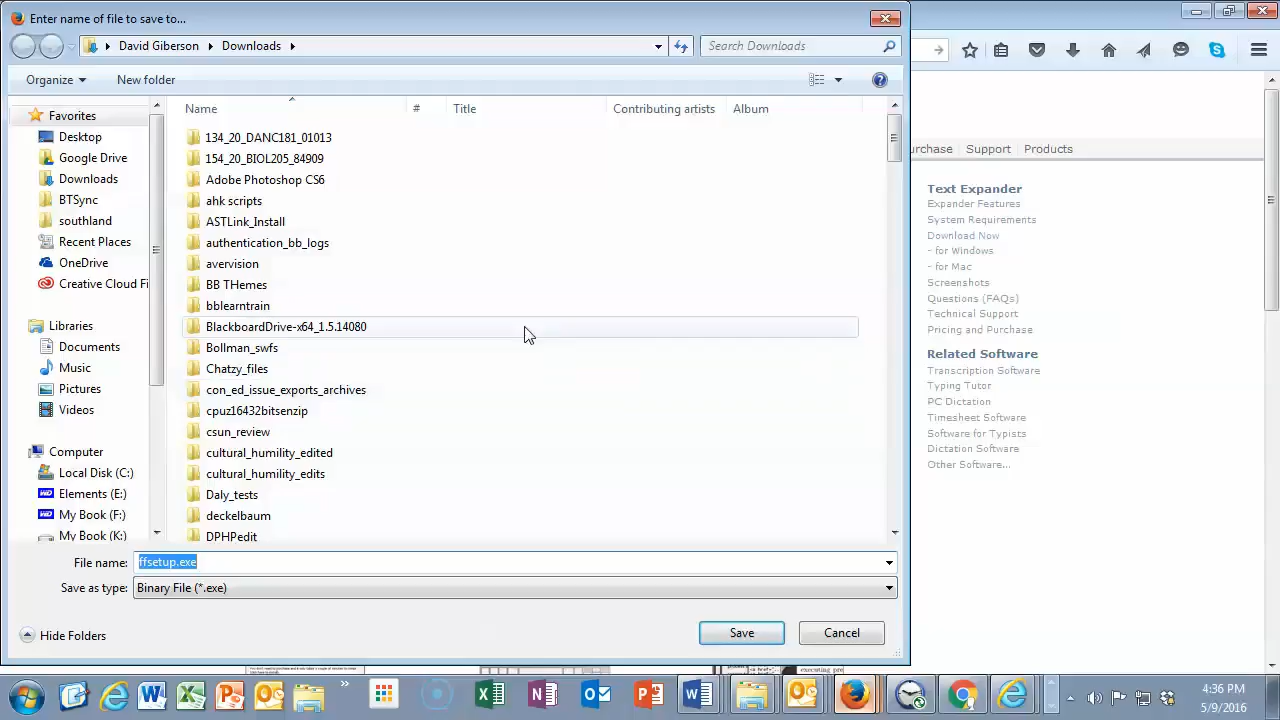 Enter name of file to save to...
David Giberson
Downloads
Search Downloads
Organize
New folder
Name
#
Title
Contributing artists
Album
Favorites
Desktop
Google Drive
Downloads
BTSync
southland
Recent Places
OneDrive
Creative Cloud Fi
Libraries
Documents
Music
Pictures
Videos
Computer
Local Disk (C:)
Elements (E:)
My Book (F:)
My Book (K:)
134_20_DANC181_01013
154_20_BIOL205_84909
Adobe Photoshop CS6
ahk scripts
ASTLink_Install
authentication_bb_logs
avervision
BB THemes
bblearntrain
BlackboardDrive-x64_1.5.14080
Bollman_swfs
Chatzy_files
con_ed_issue_exports_archives
cpuz16432bitsenzip
csun_review
cultural_humility_edited
cultural_humility_edits
Daly_tests
deckelbaum
DPHPedit
File name: ffsetup.exe
Save as type: Binary File (*.exe)
Hide Folders
Save
Cancel
urchase Support Products
Text Expander
Expander Features
System Requirements
Download Now
- for Windows
- for Mac
Screenshots
Questions (FAQs)
Technical Support
Pricing and Purchase
Related Software
Transcription Software
Typing Tutor
PC Dictation
Timesheet Software
Software for Typists
Dictation Software
Other Software...
executing pre
4:36 PM
5/9/2016